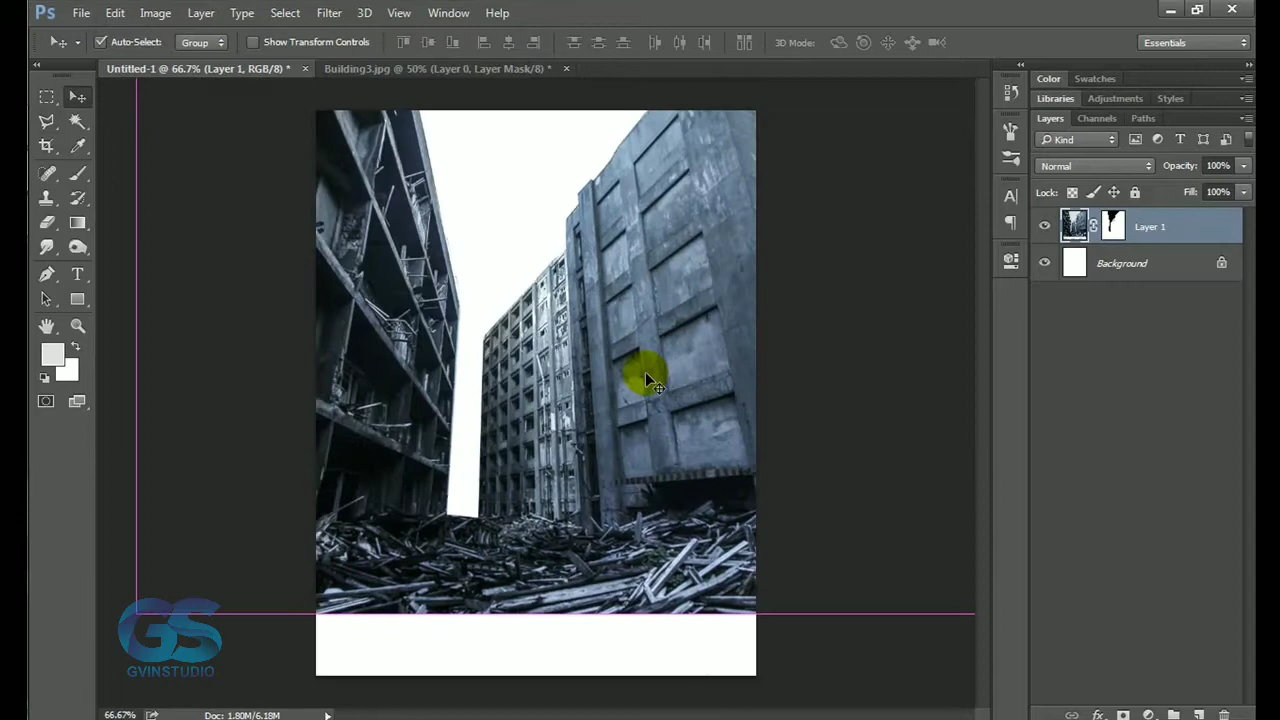 Ps File Edit Image Layer Type Select Filter 3D View Window Help
Auto-Select: Group Show Transform Controls 3D Mode: Essentials
Untitled-1 @ 66.7% (Layer 1, RGB/8) * × Building3.jpg @ 50% (Layer 0, Layer Mask/8) * ×
Color Swatches
Libraries Adjustments Styles
Layers Channels Paths
Kind
Normal Opacity: 100%
Lock: Fill: 100%
Layer 1
Background
GS
GVINSTUDIO
66.67% Doc: 1.80M/6.18M